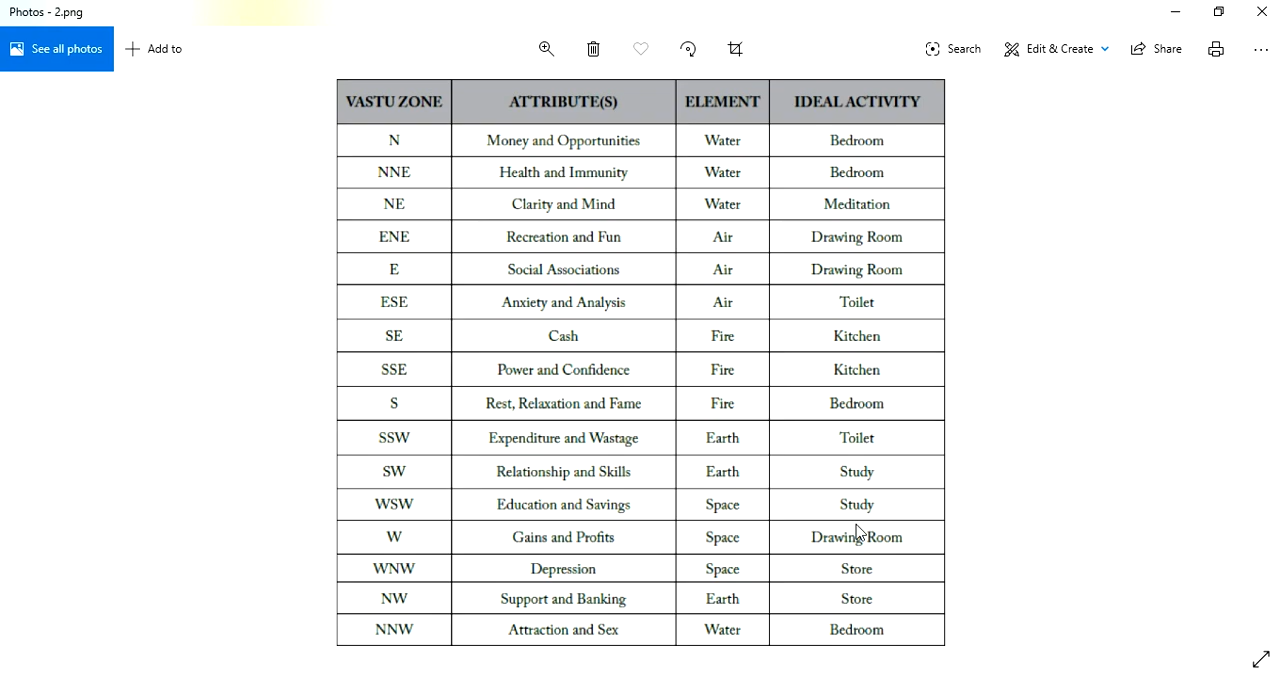 Photos - 2.png
See all photos Add to Search Edit & Create Share
VASTU ZONE ATTRIBUTE(S) ELEMENT IDEAL ACTIVITY
N Money and Opportunities Water Bedroom
NNE Health and Immunity Water Bedroom
NE Clarity and Mind Water Meditation
ENE Recreation and Fun Air Drawing Room
E Social Associations Air Drawing Room
ESE Anxiety and Analysis Air Toilet
SE Cash Fire Kitchen
SSE Power and Confidence Fire Kitchen
S Rest, Relaxation and Fame Fire Bedroom
SSW Expenditure and Wastage Earth Toilet
SW Relationship and Skills Earth Study
WSW Education and Savings Space Study
W Gains and Profits Space Drawing Room
WNW Depression Space Store
NW Support and Banking Earth Store
NNW Attraction and Sex Water Bedroom